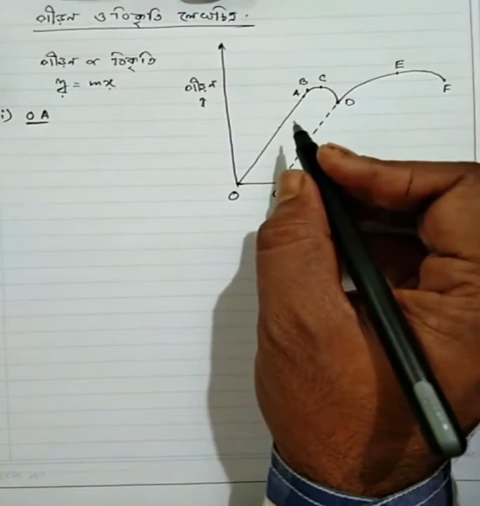 পীড়ন ও বিকৃতি লেখচিত্র.
পীড়ন α বিকৃতি
y = mx
i) OA
পীড়ন
↑
A B C D E F
O